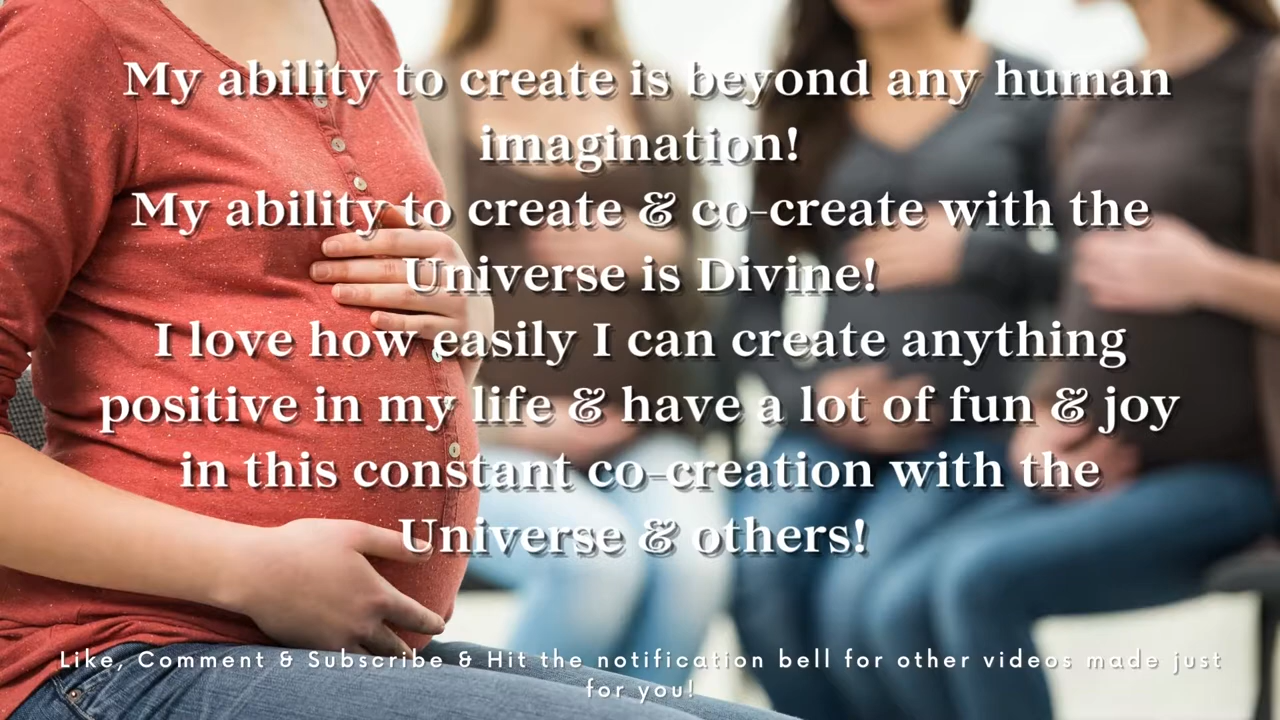 My ability to create is beyond any human
imagination!
My ability to create & co-create with the
Universe is Divine!
I love how easily I can create anything
positive in my life & have a lot of fun & joy
in this constant co-creation with the
Universe & others!
Like, Comment & Subscribe & Hit the notification bell for other videos made just
for you!